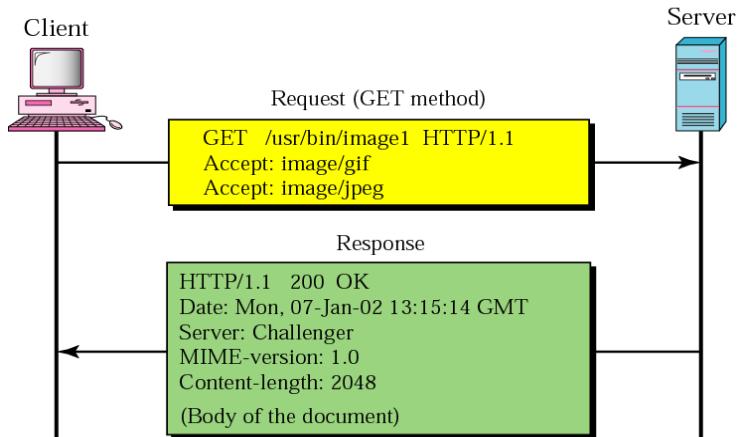 Client
Server
Request (GET method)
GET /usr/bin/image1 HTTP/1.1
Accept: image/gif
Accept: image/jpeg
Response
HTTP/1.1 200 OK
Date: Mon, 07-Jan-02 13:15:14 GMT
Server: Challenger
MIME-version: 1.0
Content-length: 2048
(Body of the document)